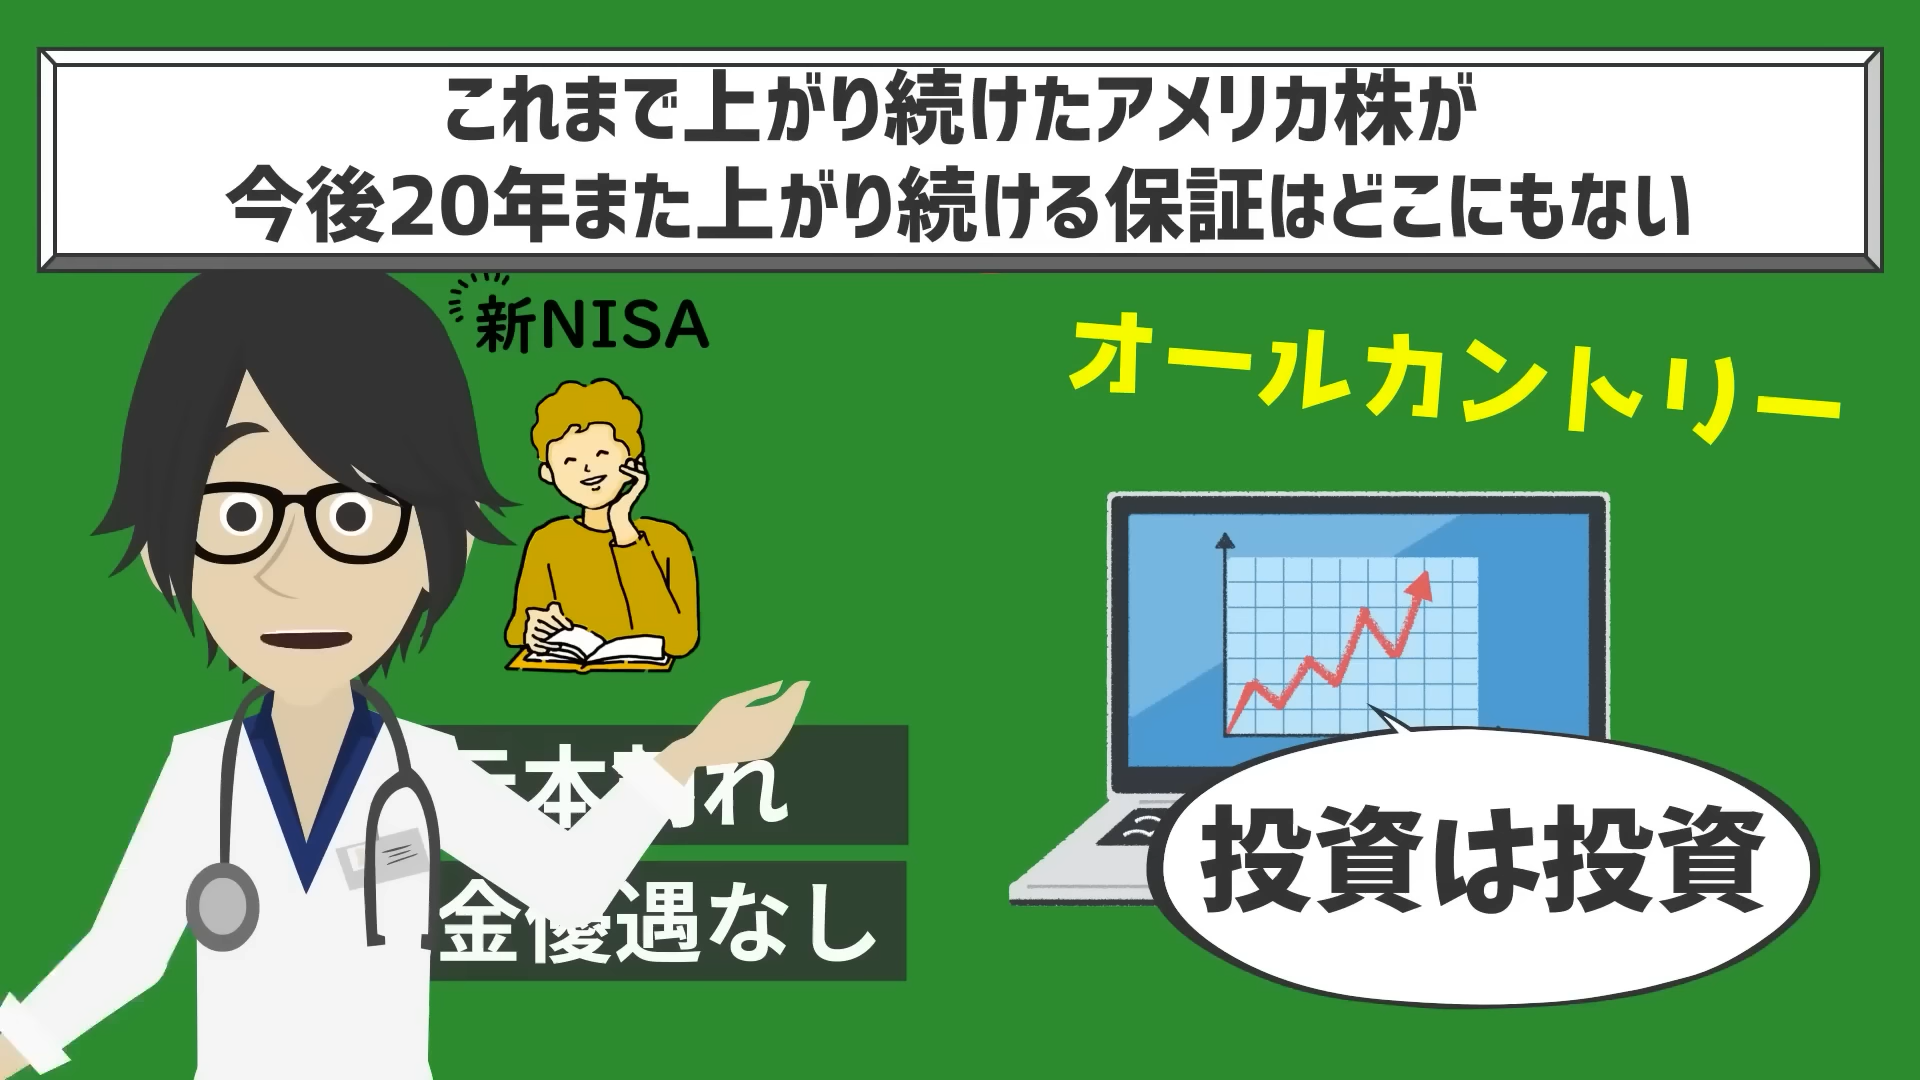 これまで上がり続けたアメリカ株が
今後20年また上がり続ける保証はどこにもない
新NISA
オールカントリー
元本割れ
金優遇なし
投資は投資